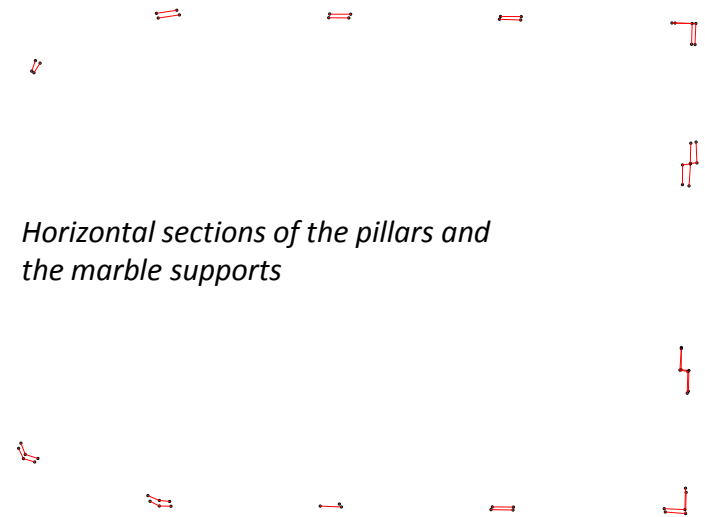 Horizontal sections of the pillars and
the marble supports